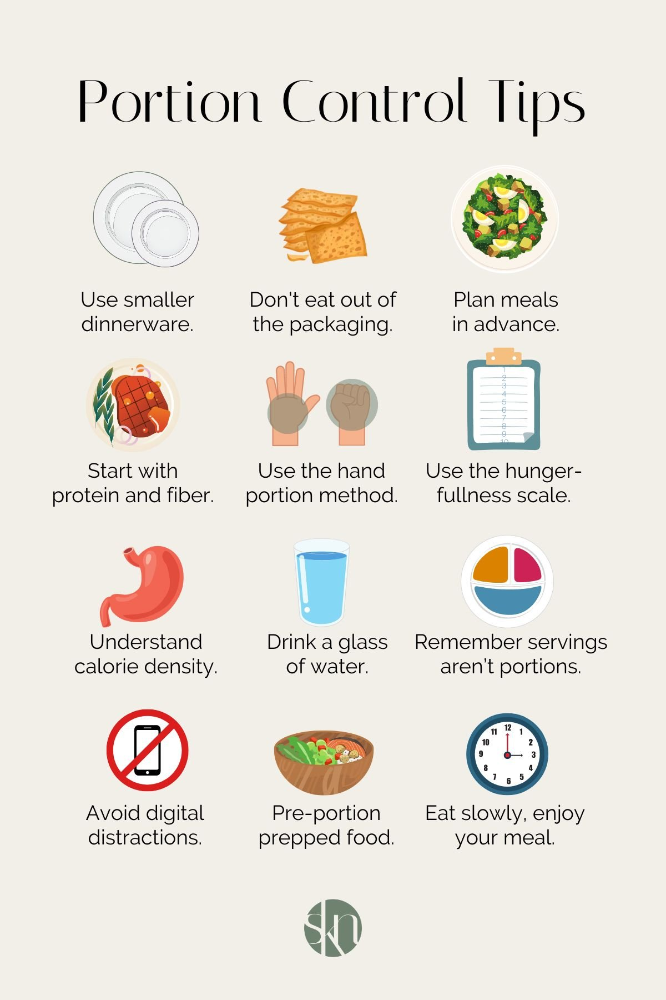 Portion Control Tips
Use smaller
dinnerware.
Don't eat out of
the packaging.
Plan meals
in advance.
1
2
3
4
5
6
7
8
9
10
Start with
protein and fiber.
Use the hand
portion method.
Use the hunger-
fullness scale.
Understand
calorie density.
Drink a glass
of water.
Remember servings
aren’t portions.
12
1
2
3
4
5
6
7
8
9
10
11
Avoid digital
distractions.
Pre-portion
prepped food.
Eat slowly, enjoy
your meal.
skn